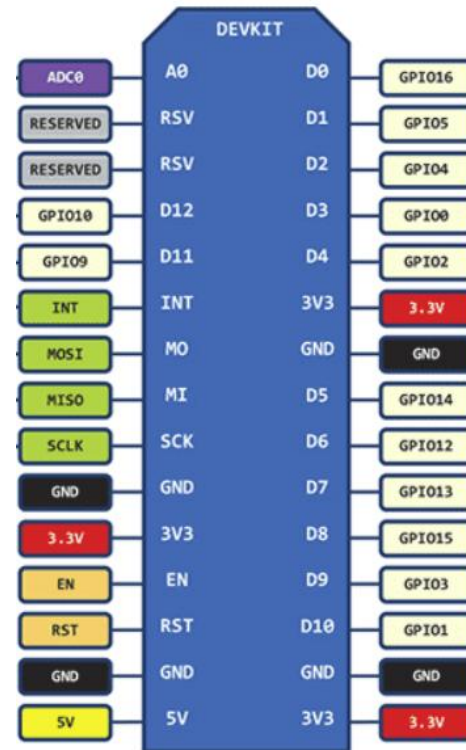 DEVKIT
ADC0 A0 D0 GPIO16
RESERVED RSV D1 GPIO5
RESERVED RSV D2 GPIO4
GPIO10 D12 D3 GPIO0
GPIO9 D11 D4 GPIO2
INT INT 3V3 3.3V
MOSI MO GND GND
MISO MI D5 GPIO14
SCLK SCK D6 GPIO12
GND GND D7 GPIO13
3.3V 3V3 D8 GPIO15
EN EN D9 GPIO3
RST RST D10 GPIO1
GND GND GND GND
5V 5V 3V3 3.3V